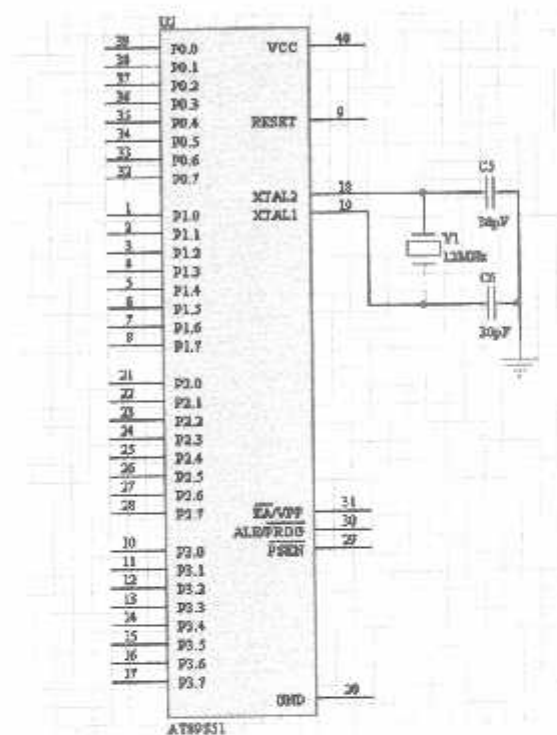 U1
39 P0.0
38 P0.1
37 P0.2
36 P0.3
35 P0.4
34 P0.5
33 P0.6
32 P0.7
1 P1.0
2 P1.1
3 P1.2
4 P1.3
5 P1.4
6 P1.5
7 P1.6
8 P1.7
21 P2.0
22 P2.1
23 P2.2
24 P2.3
25 P2.4
26 P2.5
27 P2.6
28 P2.7
10 P3.0
11 P3.1
12 P3.2
13 P3.3
14 P3.4
15 P3.5
16 P3.6
17 P3.7
VCC 40
RESET 9
XTAL2 18
XTAL1 19
EA/VPP 31
ALE/PROG 30
PSEN 29
GND 20
C5
30pF
Y1
12MHz
C6
30pF
AT89S51